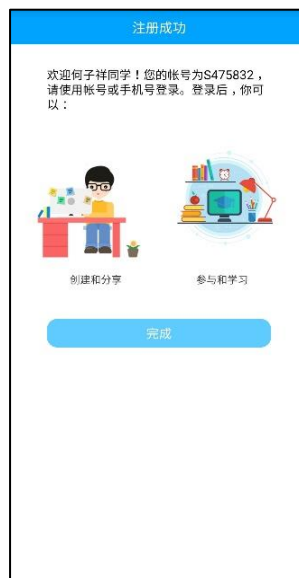 注册成功
欢迎何子祥同学！您的帐号为S475832，
请使用帐号或手机号登录。登录后，你可
以：
创建和分享
参与和学习
完成